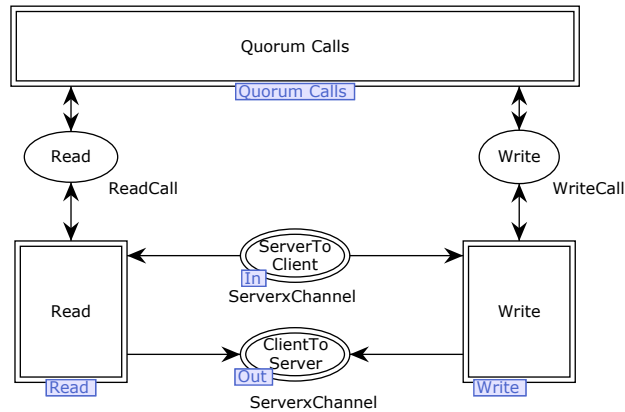 Quorum Calls
Quorum Calls
Read
Write
ReadCall
WriteCall
ServerTo
Client
In
ServerxChannel
Read
Write
ClientTo
Server
Out
ServerxChannel
Read
Write